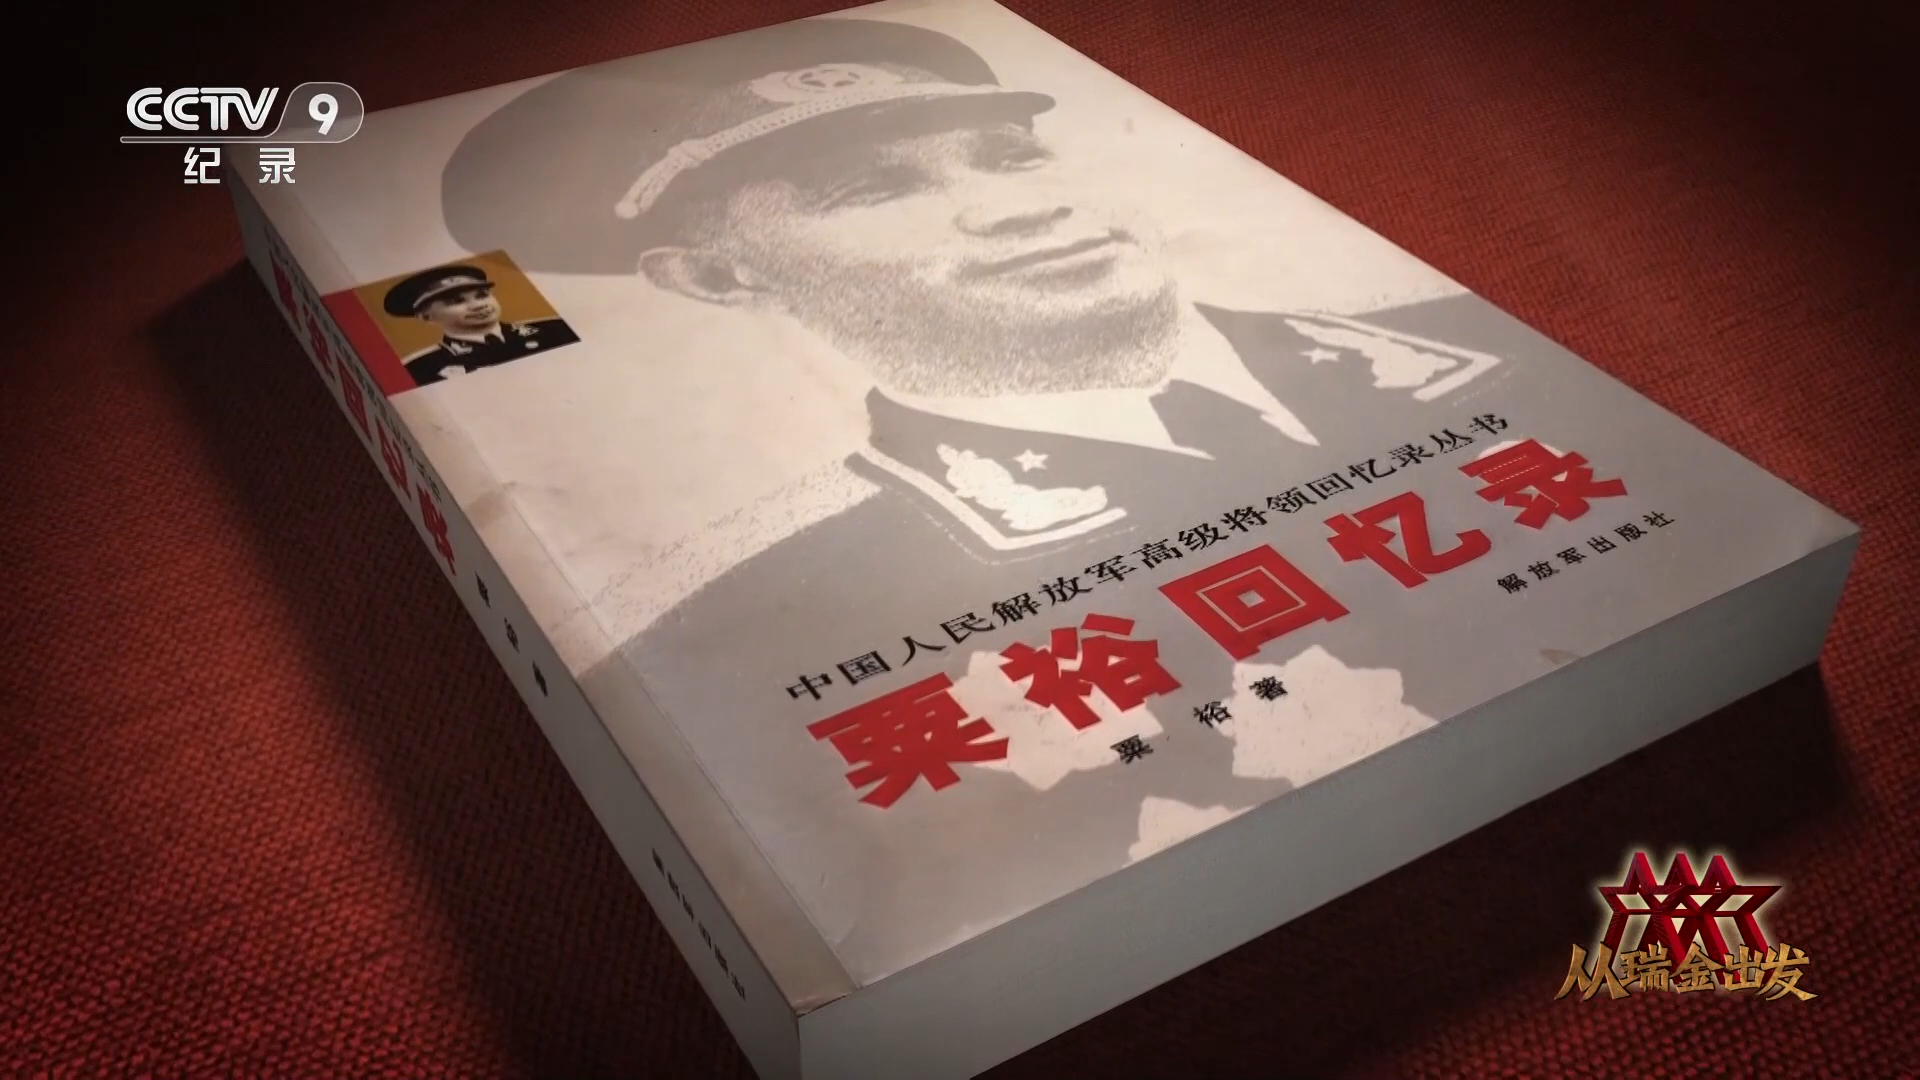 CCTV 9
纪 录
中国人民解放军高级将领回忆录丛书
粟裕回忆录
粟 裕 著
解放军出版社
从瑞金出发